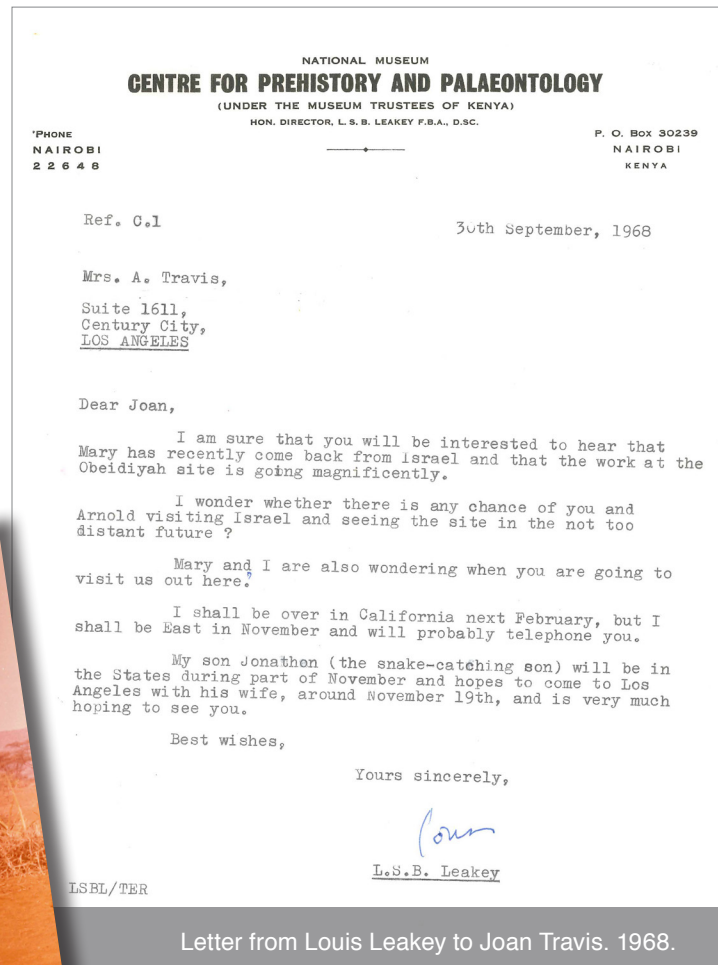 NATIONAL MUSEUM
CENTRE FOR PREHISTORY AND PALAEONTOLOGY
(UNDER THE MUSEUM TRUSTEES OF KENYA)
HON. DIRECTOR, L. S. B. LEAKEY F.B.A., D.SC.
'PHONE
NAIROBI
22648
P. O. Box 30239
NAIROBI
KENYA
Ref. C.1
30th September, 1968
Mrs. A. Travis,
Suite 1611,
Century City,
LOS ANGELES
Dear Joan,
I am sure that you will be interested to hear that
Mary has recently come back from Israel and that the work at the
Obeidiyah site is going magnificently.
I wonder whether there is any chance of you and
Arnold visiting Israel and seeing the site in the not too
distant future ?
Mary and I are also wondering when you are going to
visit us out here?
I shall be over in California next February, but I
shall be East in November and will probably telephone you.
My son Jonathon (the snake-catching son) will be in
the States during part of November and hopes to come to Los
Angeles with his wife, around November 19th, and is very much
hoping to see you.
Best wishes,
Yours sincerely,
Louis
L.S.B. Leakey
LSBL/TER
Letter from Louis Leakey to Joan Travis. 1968.